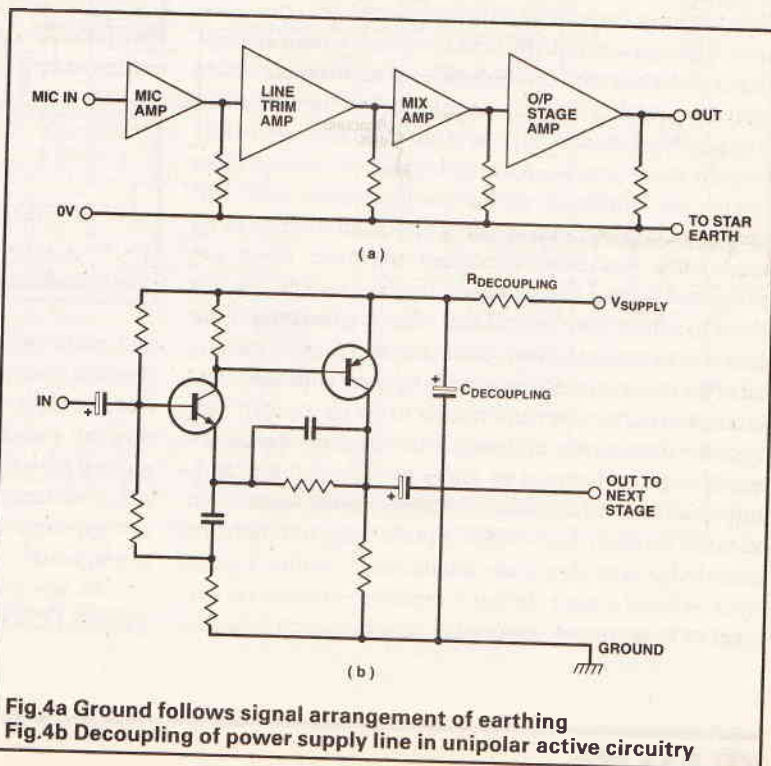 MIC IN
MIC
AMP
LINE
TRIM
AMP
MIX
AMP
O/P
STAGE
AMP
OUT
0V
TO STAR
EARTH
(a)
RDECOUPLING
VSUPPLY
IN
+
+
CDECOUPLING
+
OUT TO
NEXT
STAGE
GROUND
(b)
Fig.4a Ground follows signal arrangement of earthing
Fig.4b Decoupling of power supply line in unipolar active circuitry